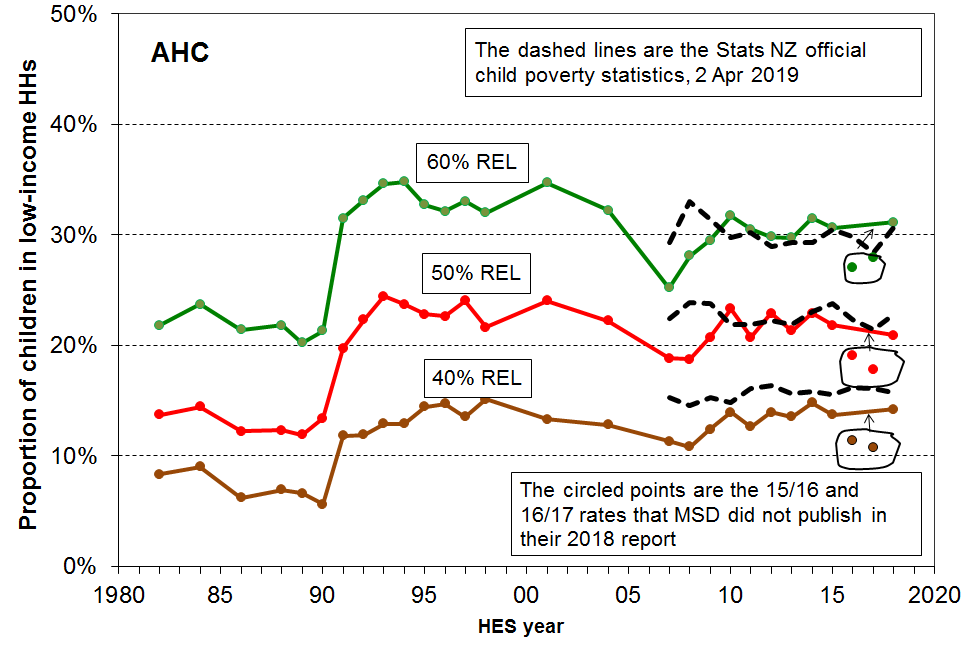 50%
AHC
The dashed lines are the Stats NZ official
child poverty statistics, 2 Apr 2019
40%
60% REL
30%
50% REL
20%
40% REL
10%
The circled points are the 15/16 and
16/17 rates that MSD did not publish in
their 2018 report
0%
1980 85 90 95 00 05 10 15 2020
HES year
Proportion of children in low-income HHs